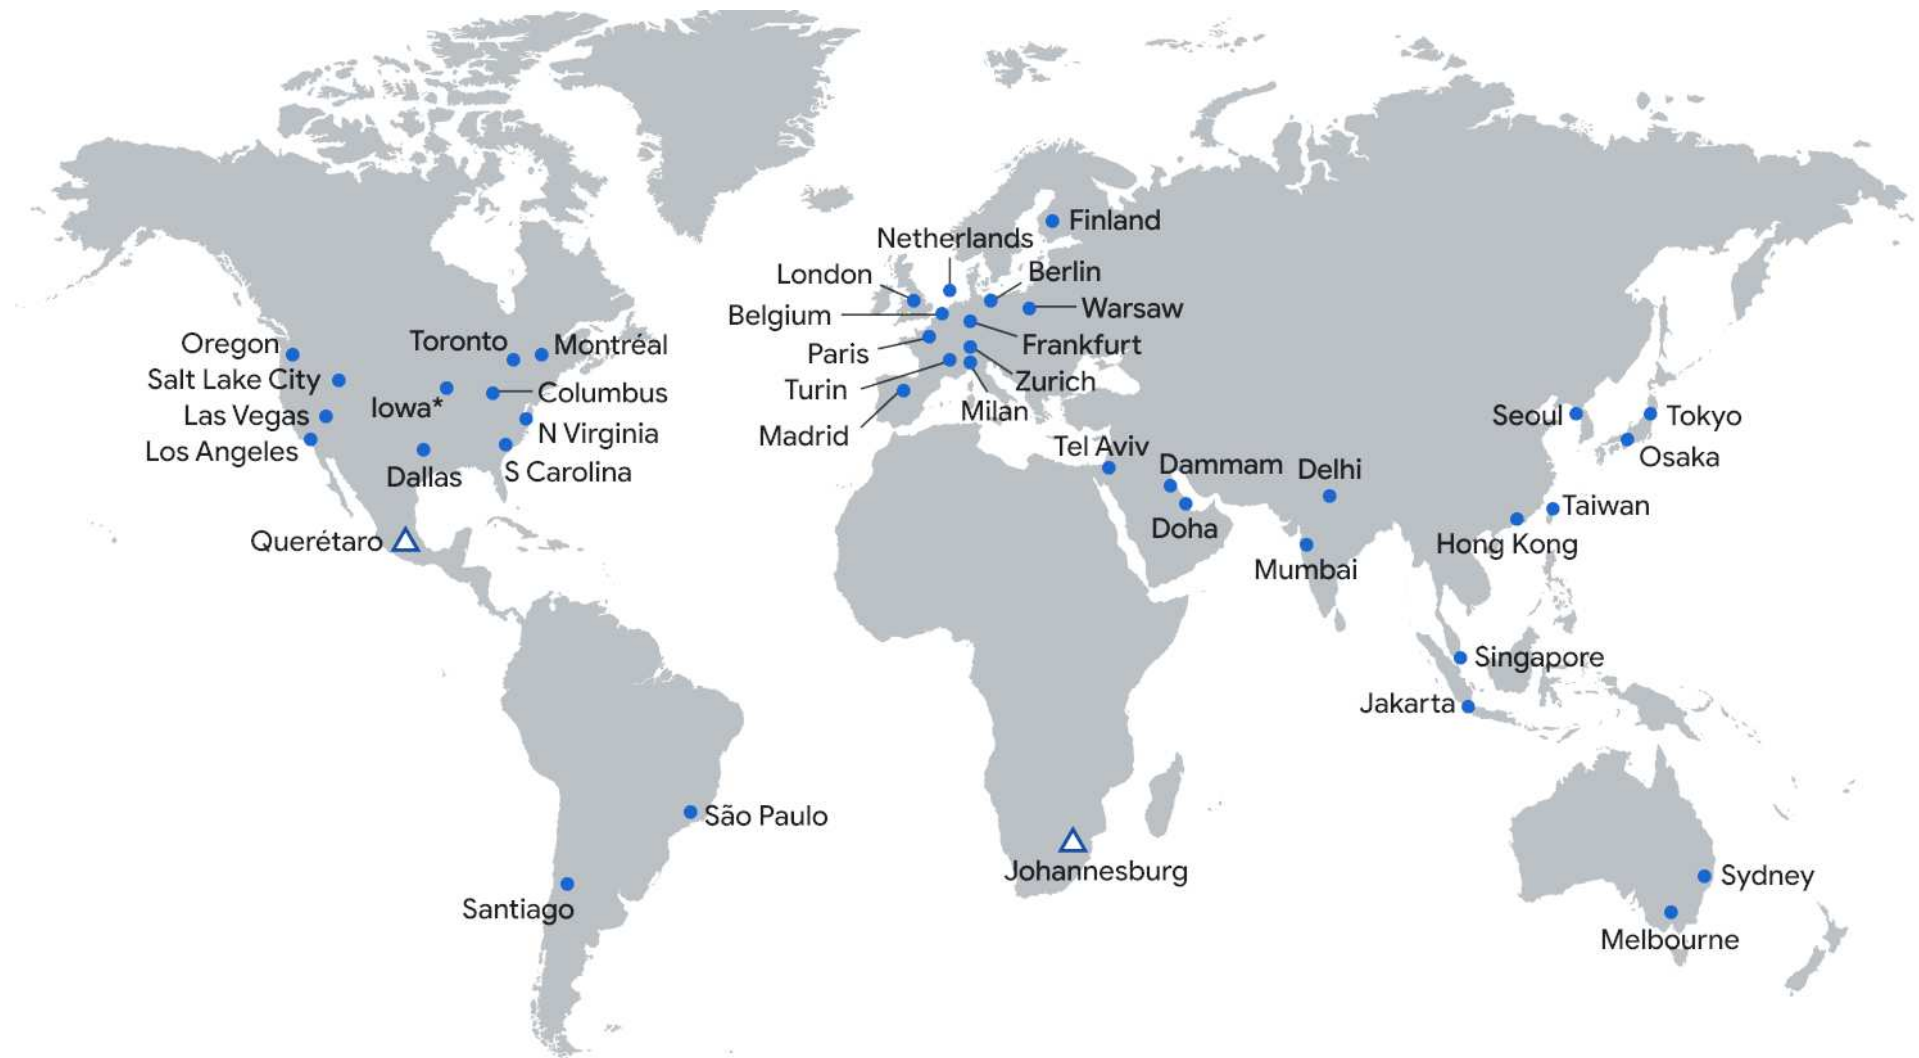 Finland
Netherlands
London
Berlin
Belgium
Warsaw
Paris
Frankfurt
Turin
Zurich
Milan
Madrid
Oregon
Toronto
Montréal
Salt Lake City
Iowa*
Columbus
Las Vegas
N Virginia
Los Angeles
Dallas
S Carolina
Querétaro
Tel Aviv
Dammam
Delhi
Doha
Mumbai
Seoul
Tokyo
Osaka
Taiwan
Hong Kong
Singapore
Jakarta
São Paulo
Santiago
Johannesburg
Sydney
Melbourne